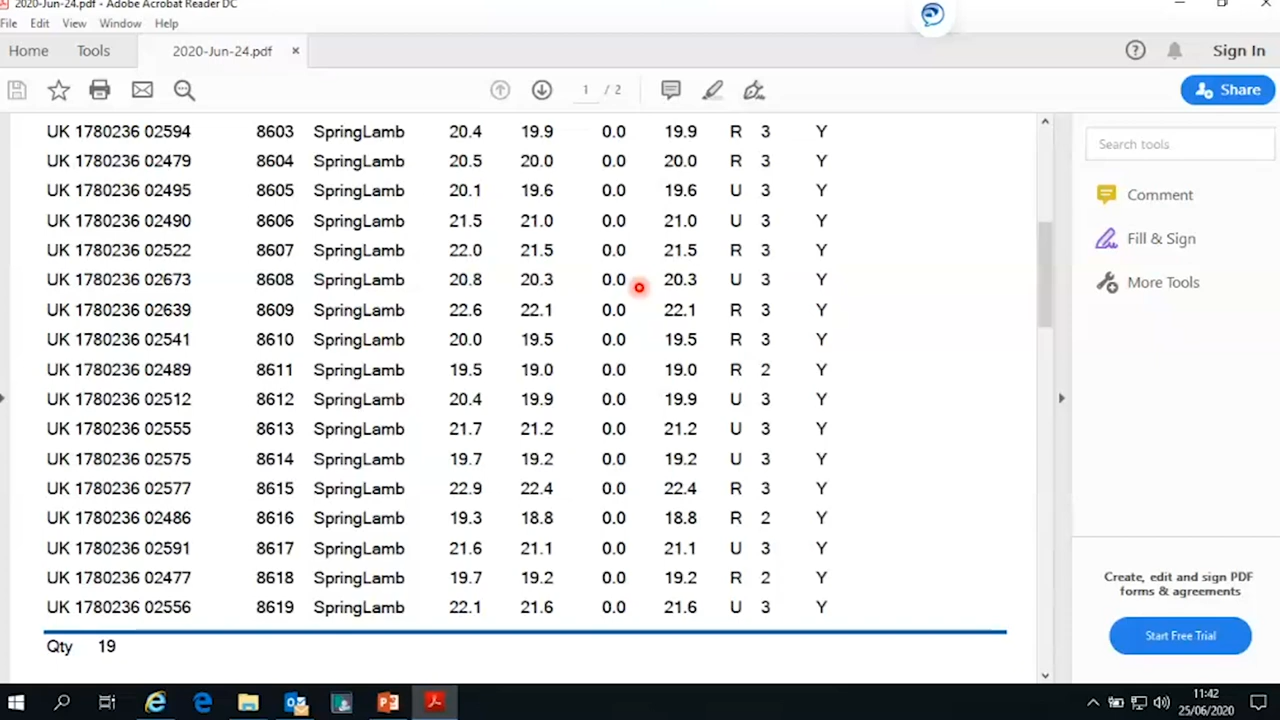 2020-Jun-24.pdf - Adobe Acrobat Reader DC
File Edit View Window Help
Home Tools 2020-Jun-24.pdf × Sign In
1 / 2 Share
UK 1780236 02594 8603 SpringLamb 20.4 19.9 0.0 19.9 R 3 Y
UK 1780236 02479 8604 SpringLamb 20.5 20.0 0.0 20.0 R 3 Y
UK 1780236 02495 8605 SpringLamb 20.1 19.6 0.0 19.6 U 3 Y
UK 1780236 02490 8606 SpringLamb 21.5 21.0 0.0 21.0 U 3 Y
UK 1780236 02522 8607 SpringLamb 22.0 21.5 0.0 21.5 R 3 Y
UK 1780236 02673 8608 SpringLamb 20.8 20.3 0.0 20.3 U 3 Y
UK 1780236 02639 8609 SpringLamb 22.6 22.1 0.0 22.1 R 3 Y
UK 1780236 02541 8610 SpringLamb 20.0 19.5 0.0 19.5 R 3 Y
UK 1780236 02489 8611 SpringLamb 19.5 19.0 0.0 19.0 R 2 Y
UK 1780236 02512 8612 SpringLamb 20.4 19.9 0.0 19.9 U 3 Y
UK 1780236 02555 8613 SpringLamb 21.7 21.2 0.0 21.2 U 3 Y
UK 1780236 02575 8614 SpringLamb 19.7 19.2 0.0 19.2 U 3 Y
UK 1780236 02577 8615 SpringLamb 22.9 22.4 0.0 22.4 R 3 Y
UK 1780236 02486 8616 SpringLamb 19.3 18.8 0.0 18.8 R 2 Y
UK 1780236 02591 8617 SpringLamb 21.6 21.1 0.0 21.1 U 3 Y
UK 1780236 02477 8618 SpringLamb 19.7 19.2 0.0 19.2 R 2 Y
UK 1780236 02556 8619 SpringLamb 22.1 21.6 0.0 21.6 U 3 Y
Qty 19
Search tools
Comment
Fill & Sign
More Tools
Create, edit and sign PDF
forms & agreements
Start Free Trial
11:42
25/06/2020